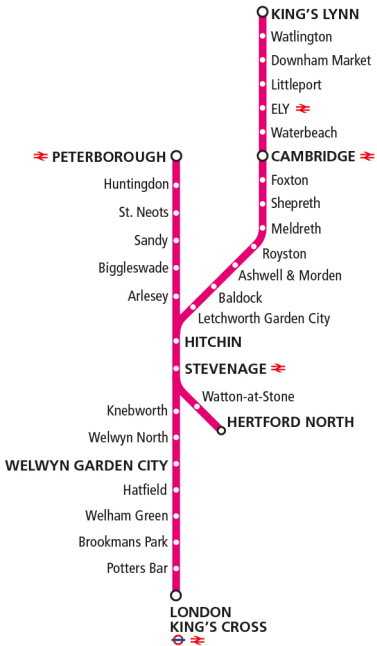 KING'S LYNN
Watlington
Downham Market
Littleport
ELY
Waterbeach
CAMBRIDGE
Foxton
Shepreth
Meldreth
Royston
Ashwell & Morden
Baldock
Letchworth Garden City
PETERBOROUGH
Huntingdon
St. Neots
Sandy
Biggleswade
Arlesey
HITCHIN
STEVENAGE
Watton-at-Stone
HERTFORD NORTH
Knebworth
Welwyn North
WELWYN GARDEN CITY
Hatfield
Welham Green
Brookmans Park
Potters Bar
LONDON
KING'S CROSS